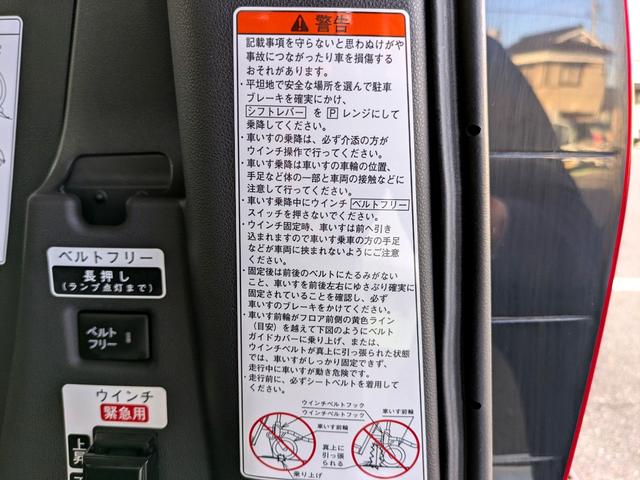 警告
記載事項を守らないと思わぬけがや
事故につながったり車を損傷する
おそれがあります。
・平坦地で安全な場所を選んで駐車
ブレーキを確実にかけ、
シフトレバー を P レンジにして
乗降してください。
・車いすの乗降は、必ず介添の方が
ウインチ操作で行ってください。
・車いす乗降は車いすの車輪の位置、
手足など体の一部と車両の接触などに
注意して行ってください。
・車いす乗降中にウインチ ベルトフリー
スイッチを押さないでください。
・ウインチ固定時、車いすは前へ引き
込まれますので車いす乗車の方の手足
などが車両に挟まれないようにご注意
ください。
・固定後は前後のベルトにたるみがない
こと、車いすを前後左右にゆさぶり確実に
固定されていることを確認し、必ず
車いすのブレーキをかけてください。
・車いす前輪がフロア前側の黄色ライン
(目安)を越えて下図のようにベルト
ガイドカバーに乗り上げ、または、
ウインチベルトが真上に引っ張られた状態
では、車いすがしっかり固定できず、
走行中に車いすが動き危険です。
・走行前に、必ずシートベルトを着用して
ください。
ウインチベルトフック
ウインチベルトフック
車いす前輪
車いす前輪
真上に
引っ張
られる
乗り上げ
ベルトフリー
長押し
(ランプ点灯まで)
ベルト
フリー
ウインチ
緊急用
上昇